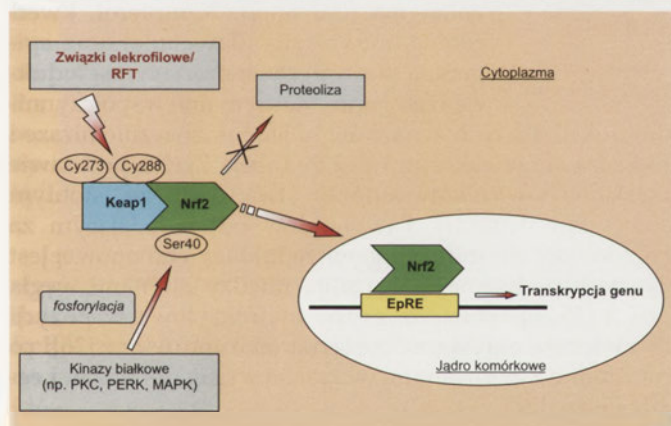 Związki elekrofilowe/
RFT
Proteoliza
Cytoplazma
Cy273
Cy288
Keap1
Nrf2
Ser40
fosforylacja
Kinazy białkowe
(np. PKC, PERK, MAPK)
Nrf2
EpRE
Transkrypcja genu
Jądro komórkowe